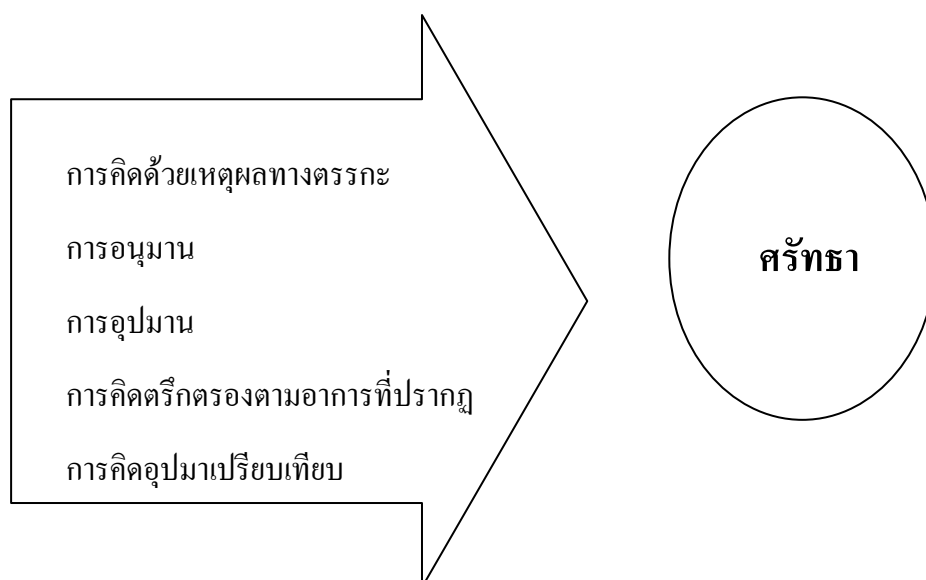 การคิดด้วยเหตุผลทางตรรกะ
การอนุมาน
การอุปมาน
การคิดตรึกตรองตามอาการที่ปรากฏ
การคิดอุปมาเปรียบเทียบ
ศรัทธา